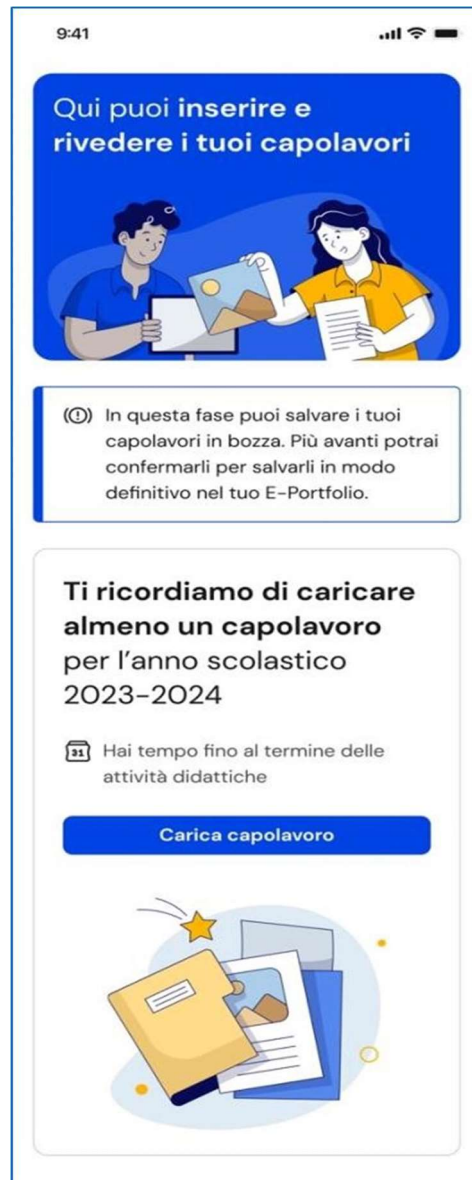 9:41
Qui puoi inserire e
rivedere i tuoi capolavori
In questa fase puoi salvare i tuoi
capolavori in bozza. Più avanti potrai
confermarli per salvarli in modo
definitivo nel tuo E-Portfolio.
Ti ricordiamo di caricare
almeno un capolavoro
per l'anno scolastico
2023-2024
31
Hai tempo fino al termine delle
attività didattiche
Carica capolavoro